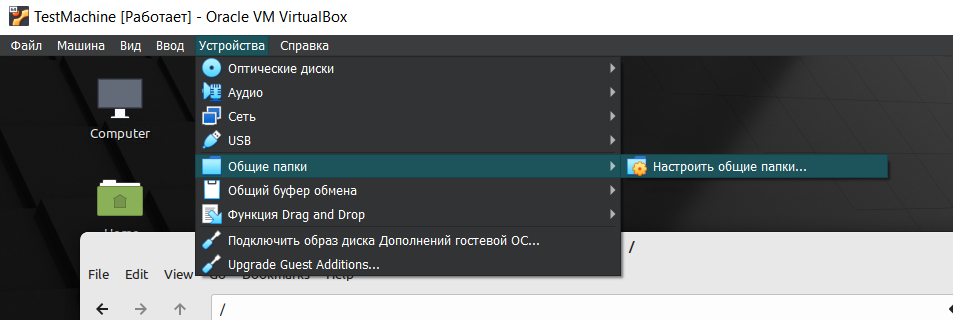 TestMachine [Работает] - Oracle VM VirtualBox
Файл Машина Вид Ввод Устройства Справка
Оптические диски
Аудио
Сеть
USB
Общие папки
Настроить общие папки...
Общий буфер обмена
Функция Drag and Drop
Подключить образ диска Дополнений гостевой ОС...
Upgrade Guest Additions...
Computer
Home
/
File Edit View Go Bookmarks Help
/